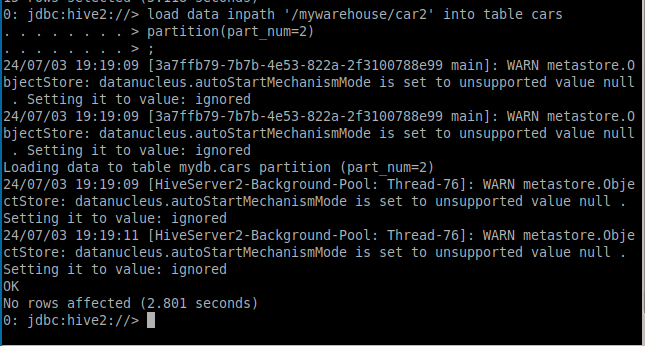 0: jdbc:hive2://> load data inpath '/mywarehouse/car2' into table cars
. . . . . . . . > partition(part_num=2)
. . . . . . . . > ;
24/07/03 19:19:09 [3a7ffb79-7b7b-4e53-822a-2f3100788e99 main]: WARN metastore.O
bjectStore: datanucleus.autoStartMechanismMode is set to unsupported value null
 . Setting it to value: ignored
24/07/03 19:19:09 [3a7ffb79-7b7b-4e53-822a-2f3100788e99 main]: WARN metastore.O
bjectStore: datanucleus.autoStartMechanismMode is set to unsupported value null
 . Setting it to value: ignored
Loading data to table mydb.cars partition (part_num=2)
24/07/03 19:19:09 [HiveServer2-Background-Pool: Thread-76]: WARN metastore.Obje
ctStore: datanucleus.autoStartMechanismMode is set to unsupported value null .
Setting it to value: ignored
24/07/03 19:19:11 [HiveServer2-Background-Pool: Thread-76]: WARN metastore.Obje
ctStore: datanucleus.autoStartMechanismMode is set to unsupported value null .
Setting it to value: ignored
OK
No rows affected (2.801 seconds)
0: jdbc:hive2://>